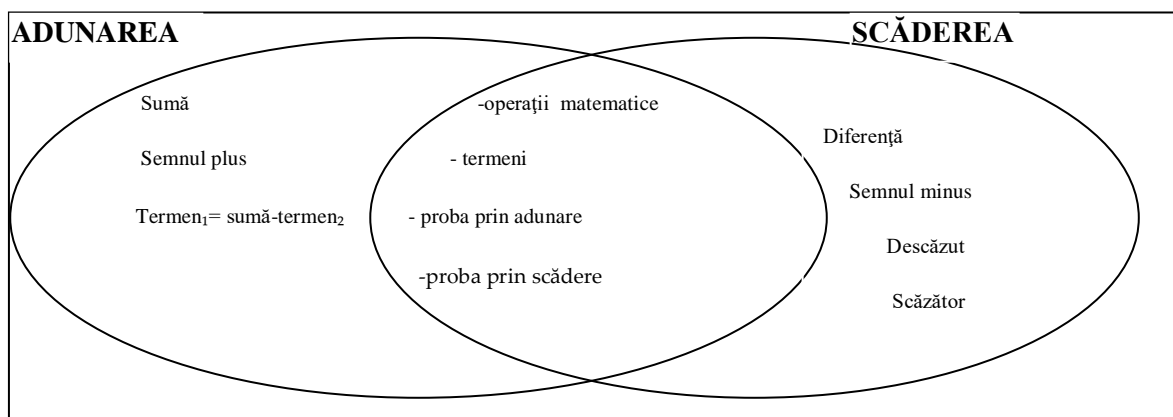 ADUNAREA
SCĂDEREA
Sumă
Semnul plus
Termen₁= sumă-termen₂
-operaţii matematice
- termeni
- proba prin adunare
-proba prin scădere
Diferenţă
Semnul minus
Descăzut
Scăzător